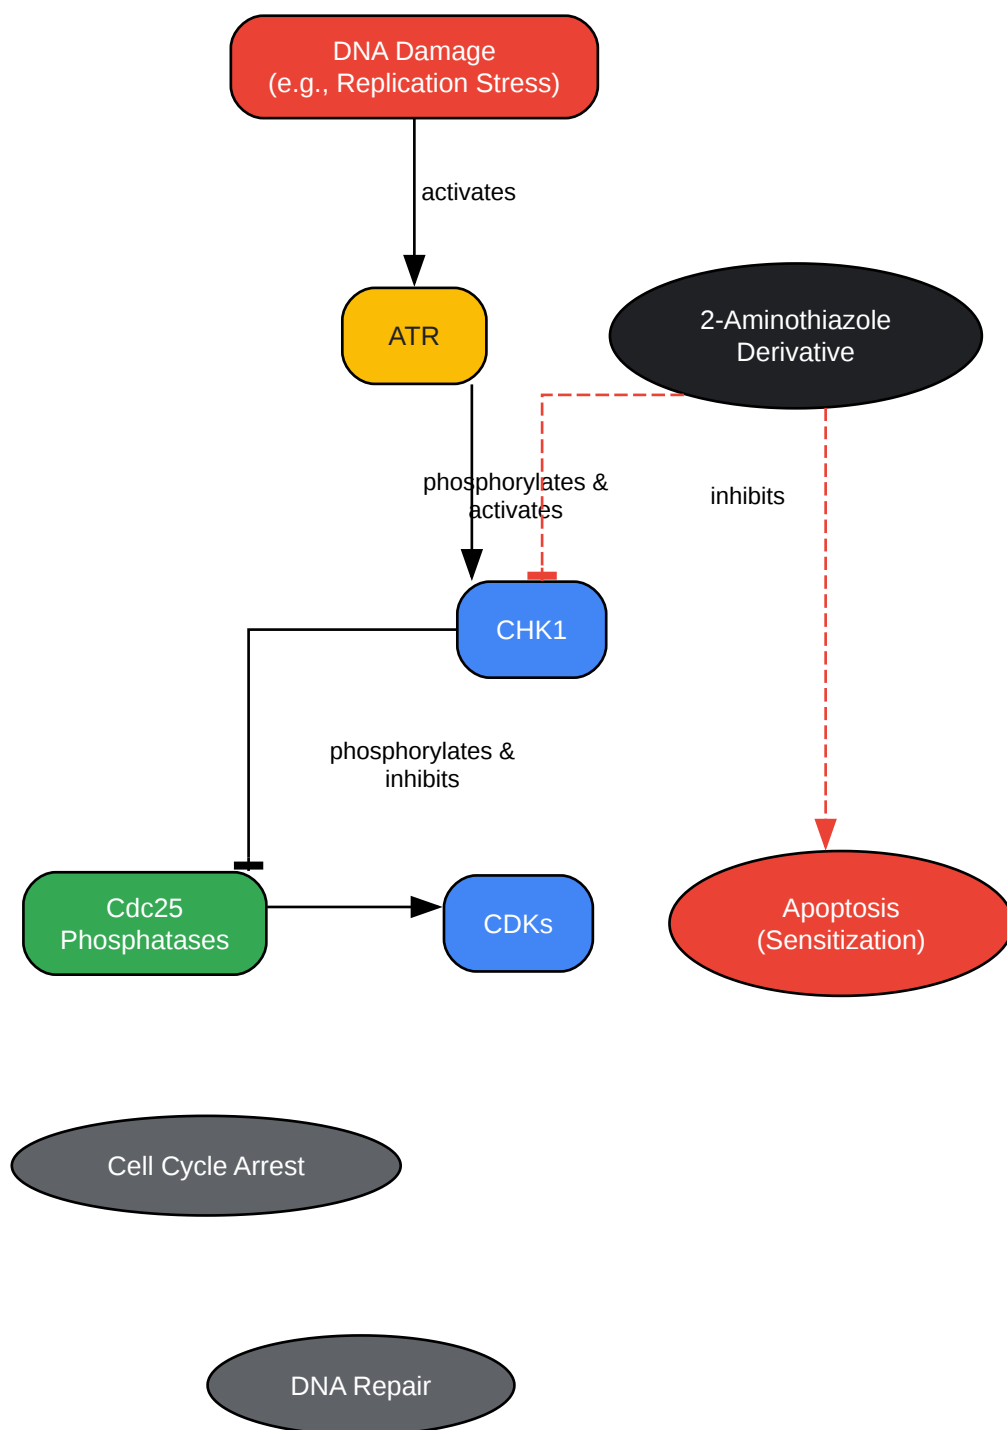 DNA Damage
(e.g., Replication Stress)
activates
ATR
2-Aminothiazole
Derivative
phosphorylates &
activates
inhibits
CHK1
phosphorylates &
inhibits
Cdc25
Phosphatases
CDKs
Apoptosis
(Sensitization)
Cell Cycle Arrest
DNA Repair